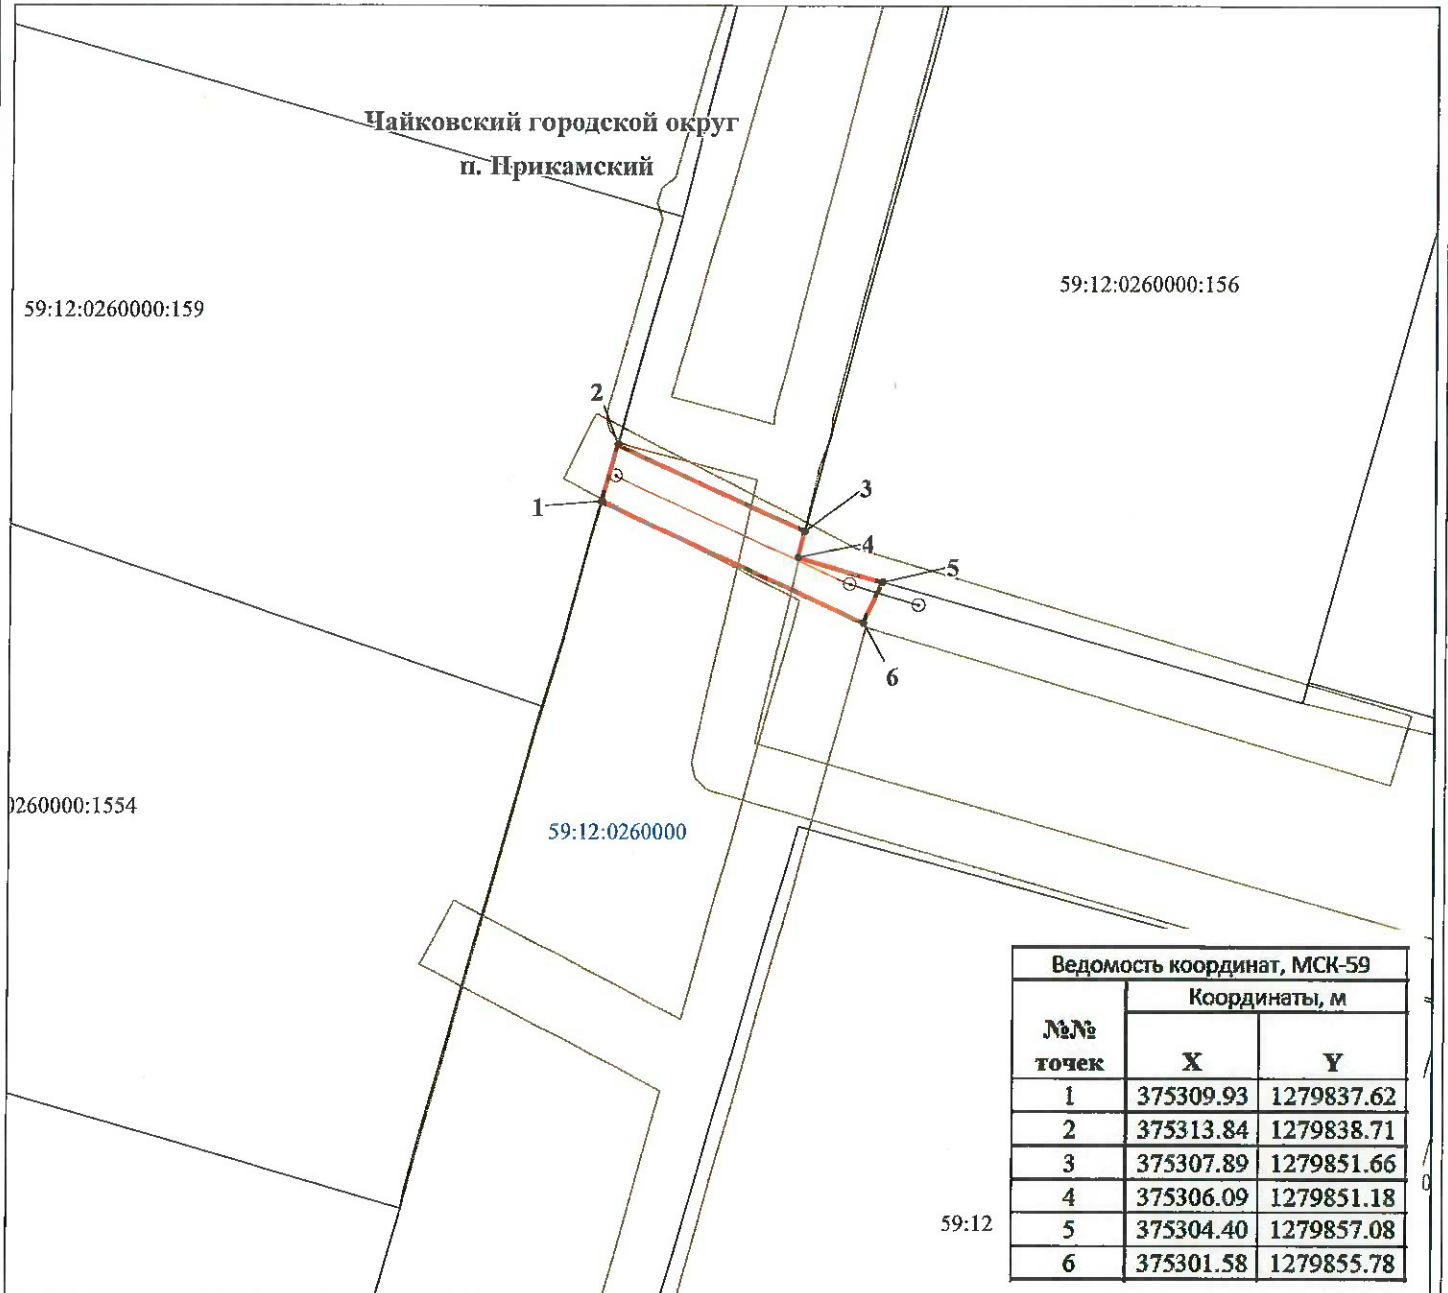 Чайковский городской округ
п. Прикамский
59:12:0260000:159
59:12:0260000:156
2
3
1
4
5
6
0260000:1554
59:12:0260000
59:12
Ведомость координат, МСК-59
№№ точек
Координаты, м
X Y
1 375309.93 1279837.62
2 375313.84 1279838.71
3 375307.89 1279851.66
4 375306.09 1279851.18
5 375304.40 1279857.08
6 375301.58 1279855.78